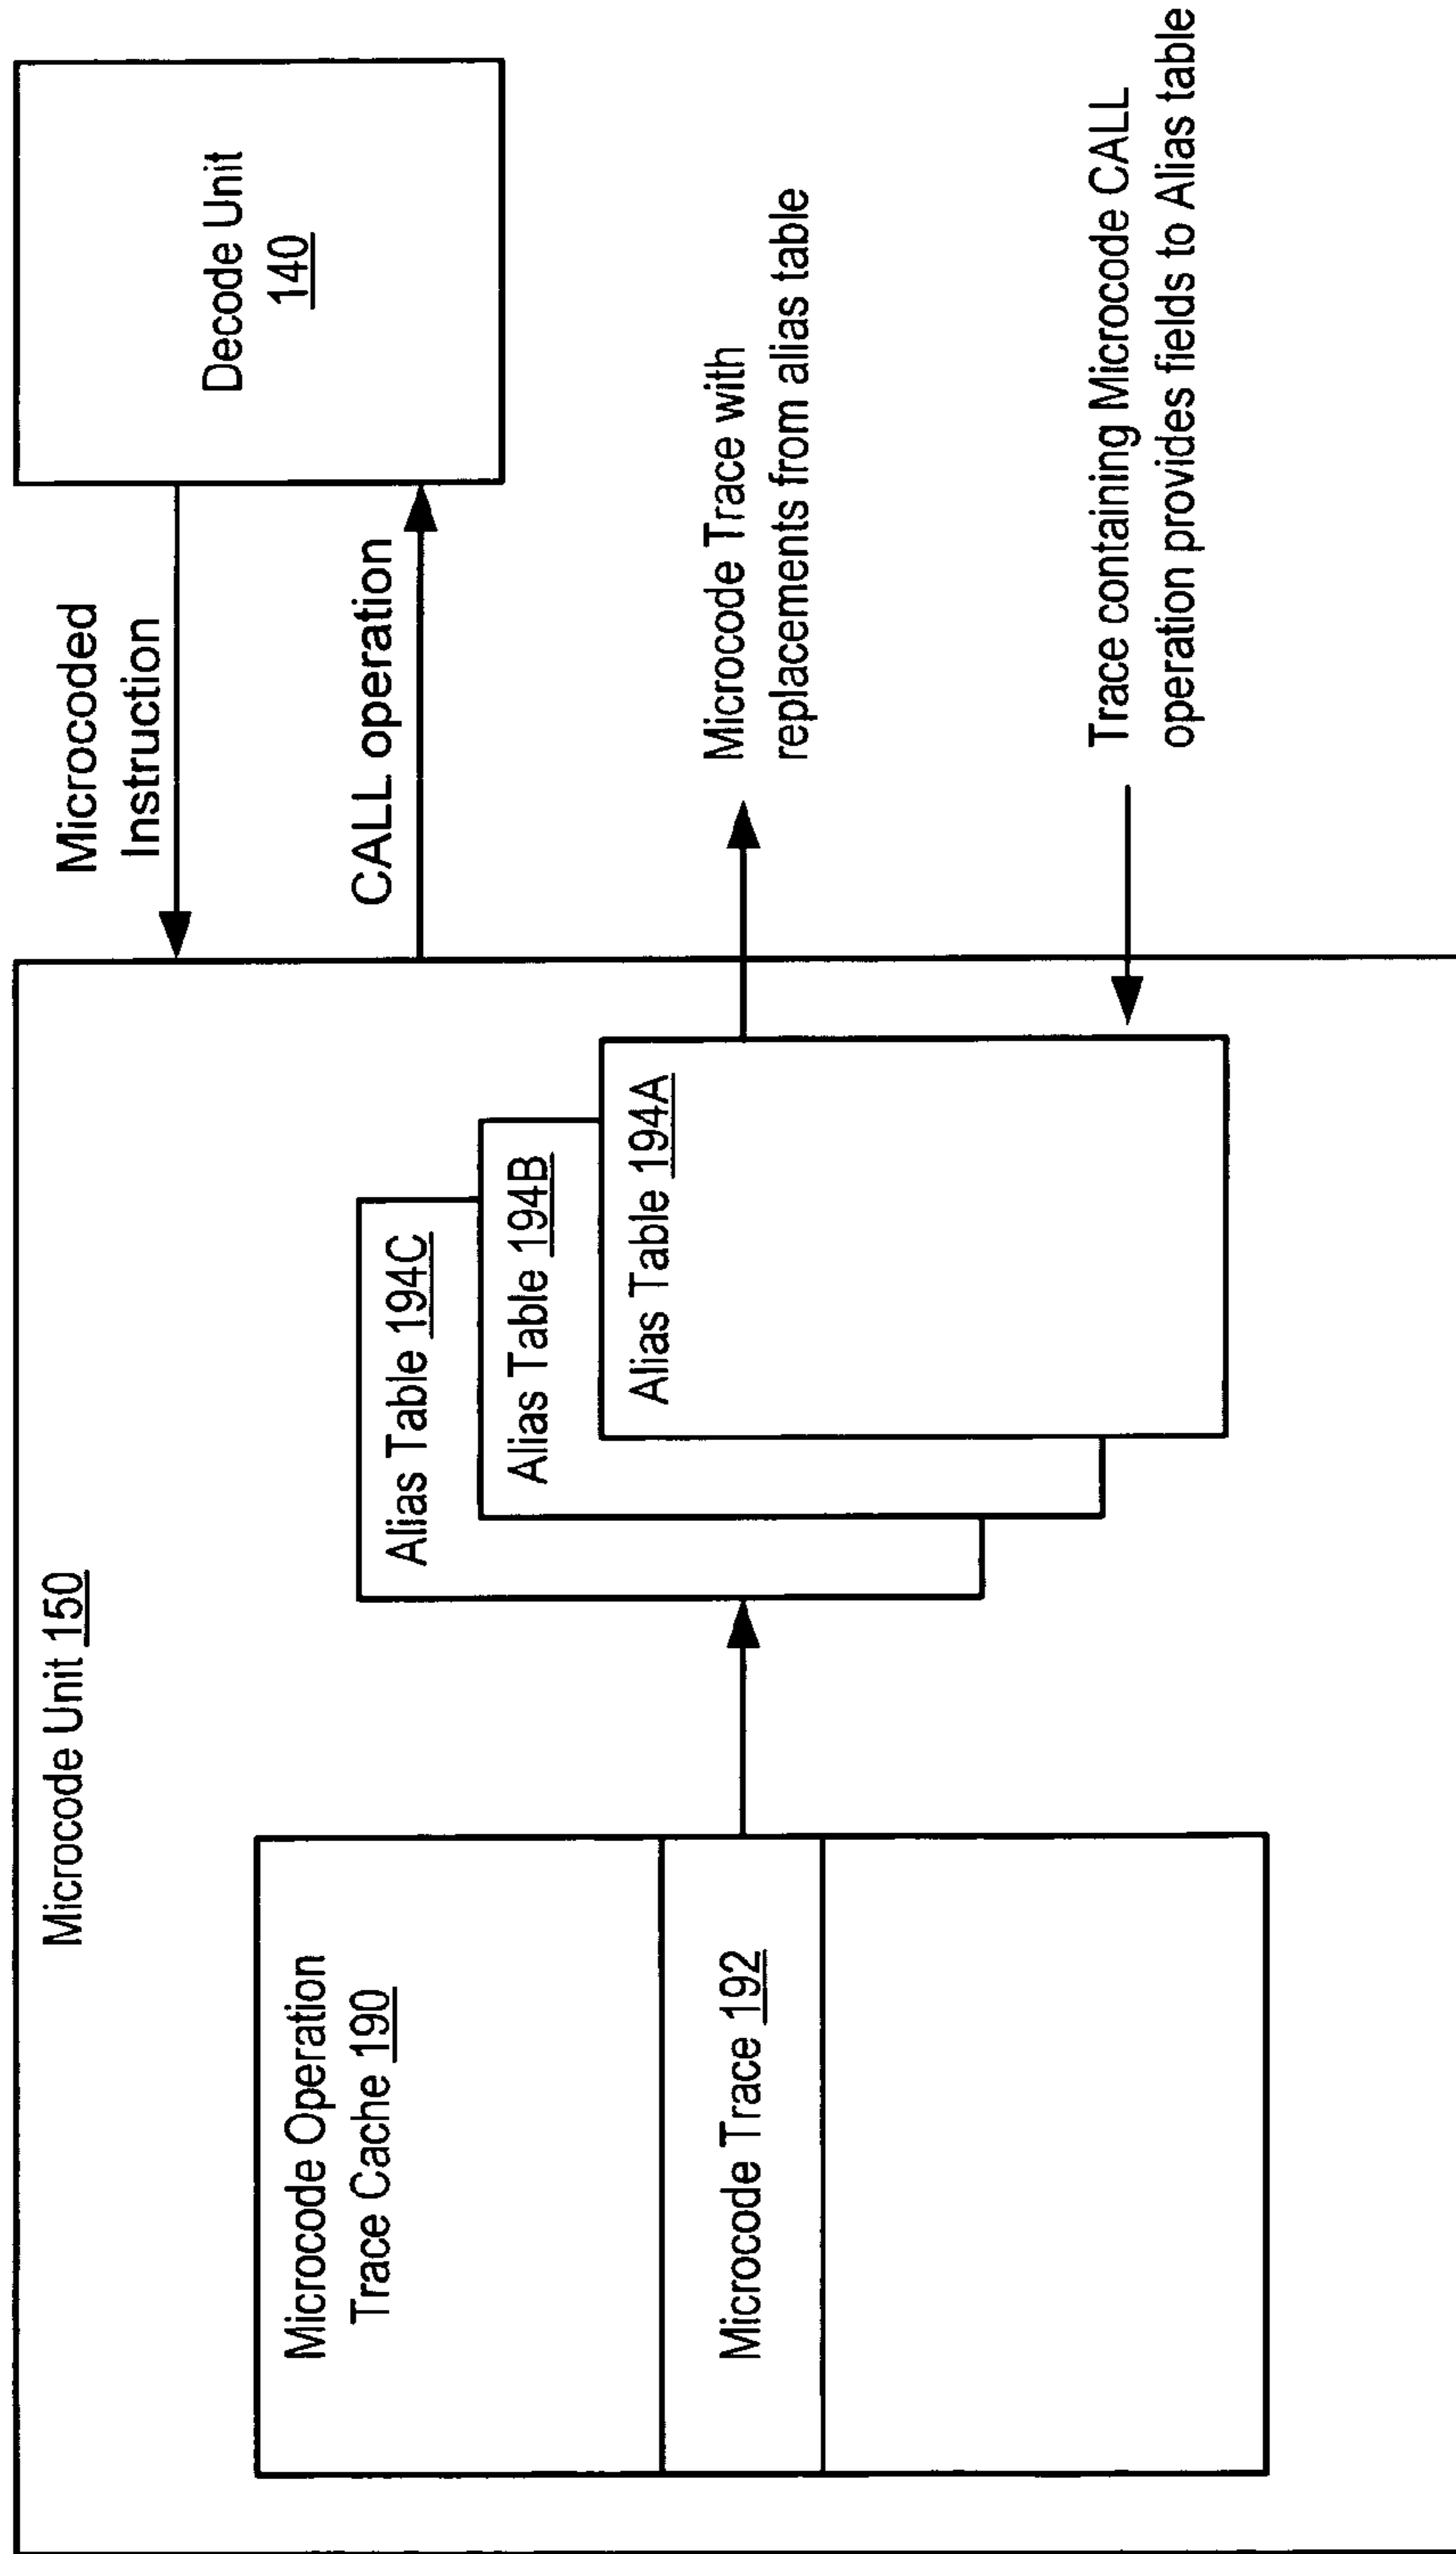 Microcode Unit 150
Microcode Operation
Trace Cache 190
Microcode Trace 192
Alias Table 194C
Alias Table 194B
Alias Table 194A
Microcoded
Instruction
CALL operation
Decode Unit
140
Microcode Trace with
replacements from alias table
Trace containing Microcode CALL
operation provides fields to Alias table